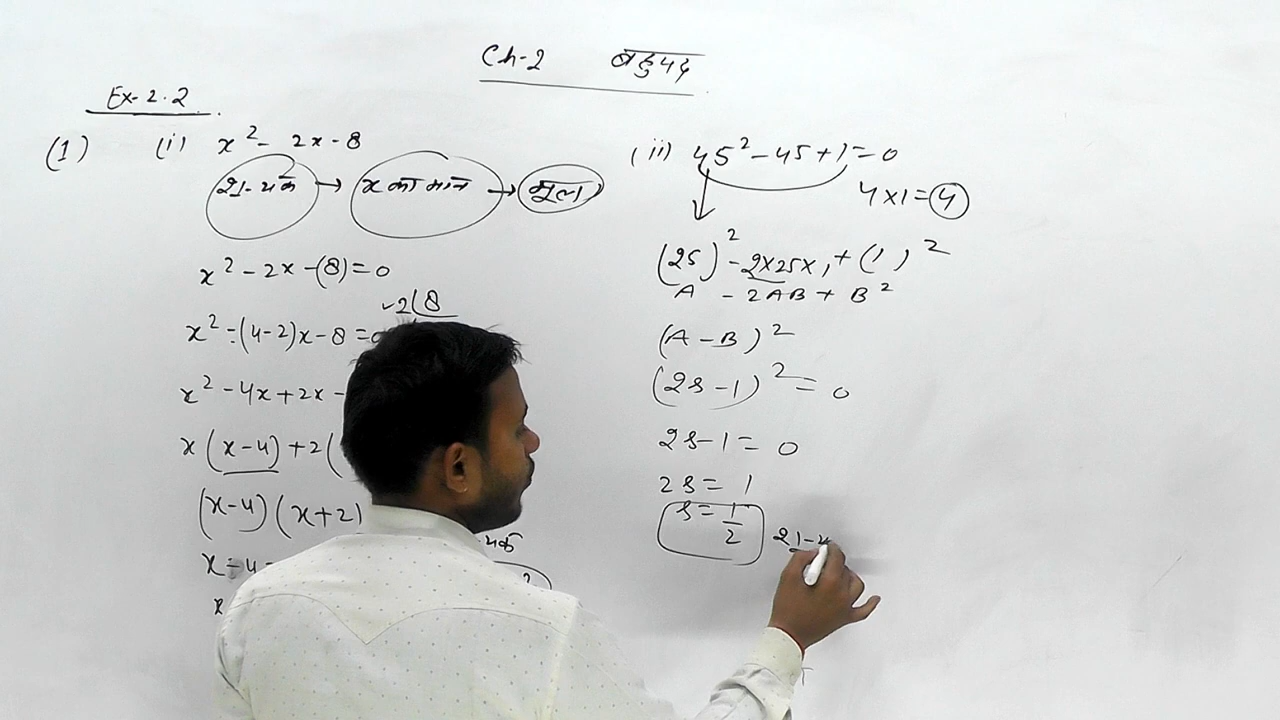 Ch-2 बहुपद
Ex-2.2
(1) (i) x² - 2x - 8
शून्यक → x का मान → मूल
x² - 2x - (8) = 0
2(8
x² - (4-2)x - 8 = 0
x² - 4x + 2x -
x(x-4) + 2(
(x-4)(x+2)
x - 4 =
x
(ii) 4s² - 4s + 1 = 0
4×1 = 4
(2s)² - 2×2s×1 + (1)²
A - 2AB + B²
(A - B)²
(2s - 1)² = 0
2s - 1 = 0
2s = 1
s = 1/2